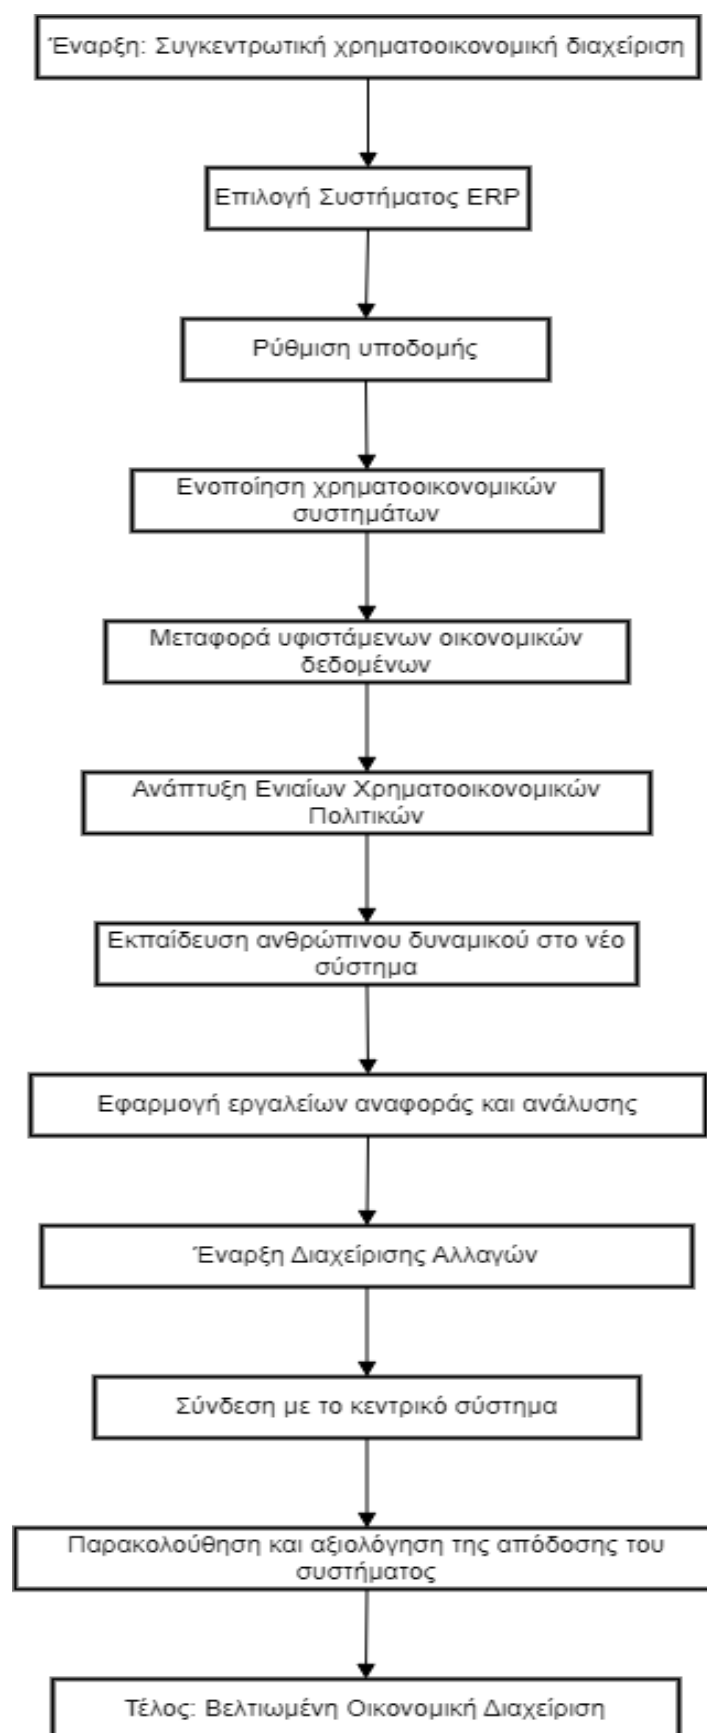 Έναρξη: Συγκεντρωτική χρηματοοικονομική διαχείριση
Επιλογή Συστήματος ERP
Ρύθμιση υποδομής
Ενοποίηση χρηματοοικονομικών
συστημάτων
Μεταφορά υφιστάμενων οικονομικών
δεδομένων
Ανάπτυξη Ενιαίων Χρηματοοικονομικών
Πολιτικών
Εκπαίδευση ανθρώπινου δυναμικού στο νέο
σύστημα
Εφαρμογή εργαλείων αναφοράς και ανάλυσης
Έναρξη Διαχείρισης Αλλαγών
Σύνδεση με το κεντρικό σύστημα
Παρακολούθηση και αξιολόγηση της απόδοσης του
συστήματος
Τέλος: Βελτιωμένη Οικονομική Διαχείριση